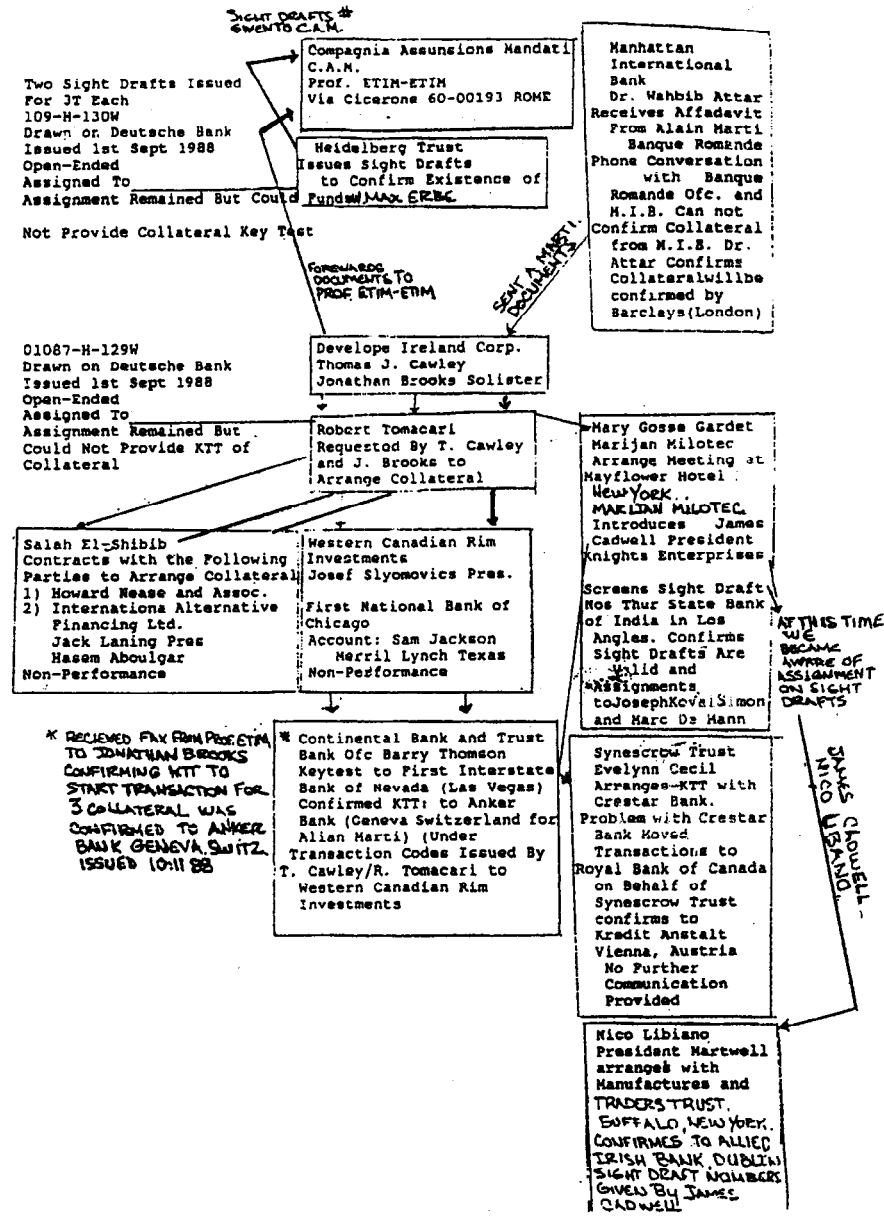 SIGHT DRAFTS #
GIVEN TO C.A.M.
Compagnia Assunsions Mandati
C.A.M.
Prof. ETIM-ETIM
Via Cicerone 60-00193 ROME
Two Sight Drafts Issued
For JT Each
109-H-130W
Drawn on Deutsche Bank
Issued 1st Sept 1988
Open-Ended
Assigned To
Assignment Remained But Could
Not Provide Collateral Key Test
Heidelberg Trust
Issues Sight Drafts
to Confirm Existence of
Funds W/ MAX ERBE
Manhattan
International
Bank
Dr. Wahbib Attar
Receives Affadavit
From Alain Marti
Banque Romande
Phone Conversation
with Banque
Romande Ofc. and
M.I.B. Can not
Confirm Collateral
from M.I.B. Dr.
Attar Confirms
Collateralwillbe
confirmed by
Barclays(London)
FOREWARDS
DOCUMENTS TO
PROF. ETIM-ETIM
SENT A MARTI.
DOCUMENTS
Develope Ireland Corp.
Thomas J. Cawley
Jonathan Brooks Solister
01087-H-129W
Drawn on Deutsche Bank
Issued 1st Sept 1988
Open-Ended
Assigned To
Assignment Remained But
Could Not Provide KTT of
Collateral
Robert Tomacari
Requested By T. Cawley
and J. Brooks to
Arrange Collateral
Mary Gosse Gardet
Marijan Milotec
Arrange Meeting at
Mayflower Hotel
NEW YORK..
MARIJAN MILOTEC
Introduces James
Cadwell President
Knights Enterprises
Screens Sight Draft
Nos Thur State Bank
of India in Los
Angles. Confirms
Sight Drafts Are
Valid and
Assignments
toJosephKovalSimon
and Marc De Mann
AT THIS TIME
WE
BECAME
AWARE OF
ASSIGNMENT
ON SIGHT
DRAFTS
Salah El-Shibib
Contracts with the Following
Parties to Arrange Collateral
1) Howard Nease and Assoc.
2) Internationa Alternative
Financing Ltd.
Jack Laning Pres
Hasem Aboulgar
Non-Performance
Western Canadian Rim
Investments
Josef Slyomovics Pres.
First National Bank of
Chicago
Account: Sam Jackson
Merril Lynch Texas
Non-Performance
* RECIEVED FAX FROM PROF. ETIM
TO JONATHAN BROOKS
CONFIRMING KTT TO
START TRANSACTION FOR
3 COLLATERAL WAS
CONFIRMED TO ANKER
BANK GENEVA, SWITZ.
ISSUED 10-11 88
* Continental Bank and Trust
Bank Ofc Barry Thomson
Keytest to First Interstate
Bank of Nevada (Las Vegas)
Confirmed KTT: to Anker
Bank (Geneva Switzerland for
Alian Marti) (Under
Transaction Codes Issued By
T. Cawley/R. Tomacari to
Western Canadian Rim
Investments
Synescrow Trust
Evelynn Cecil
Arranges-KTT with
Crestar Bank.
Problem with Crestar
Bank Moved
Transactions to
Royal Bank of Canada
on Behalf of
Synescrow Trust
confirms to
Kredit Anstalt
Vienna, Austria
No Further
Communication
Provided
JAMES CADWELL -
NICO LIBIANO.
Nico Libiano
President Martwell
arranges with
Manufactures and
TRADERS TRUST.
BUFFALO, NEW YORK.
CONFIRMES TO ALLIED
IRISH BANK, DUBLIN
SIGHT DRAFT NUMBERS
GIVEN BY JAMES
CADWELL